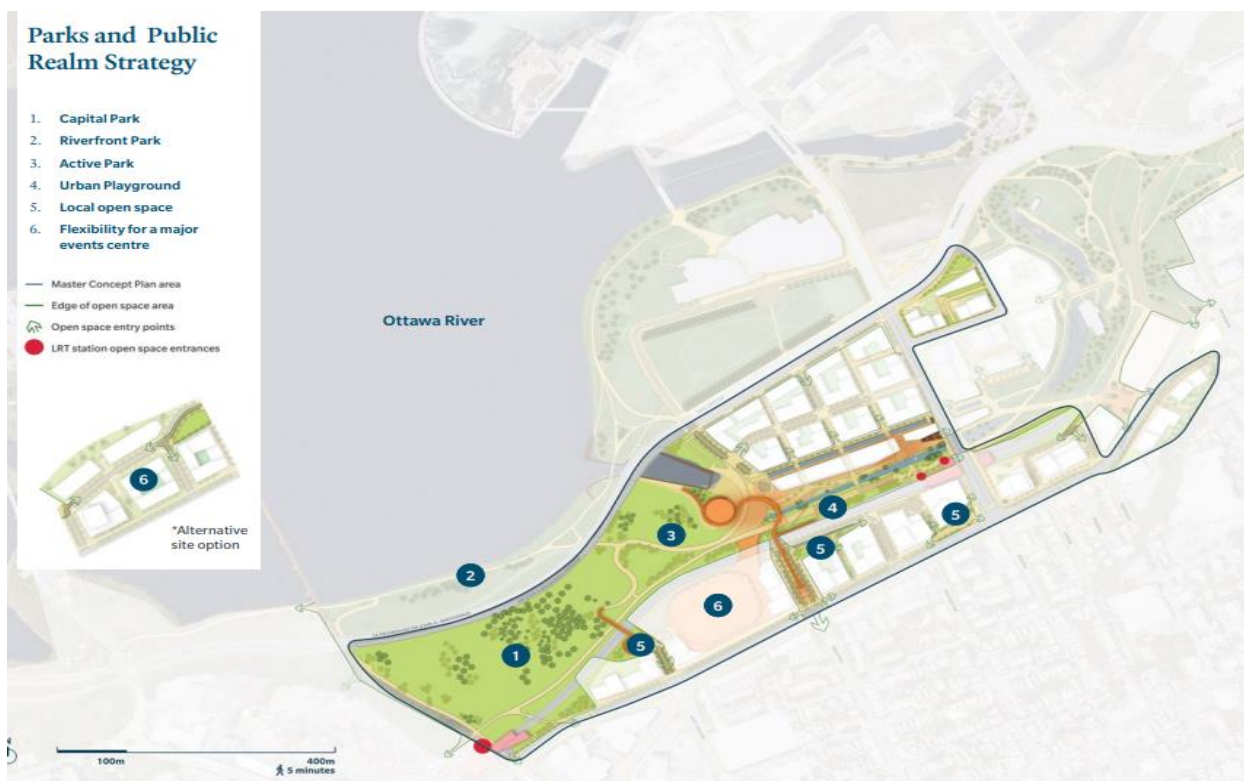 Parks and Public
Realm Strategy
1. Capital Park
2. Riverfront Park
3. Active Park
4. Urban Playground
5. Local open space
6. Flexibility for a major
events centre
Master Concept Plan area
Edge of open space area
Open space entry points
LRT station open space entrances
6
*Alternative
site option
Ottawa River
2
3
4
5
5
6
5
1
N
100m
400m
5 minutes